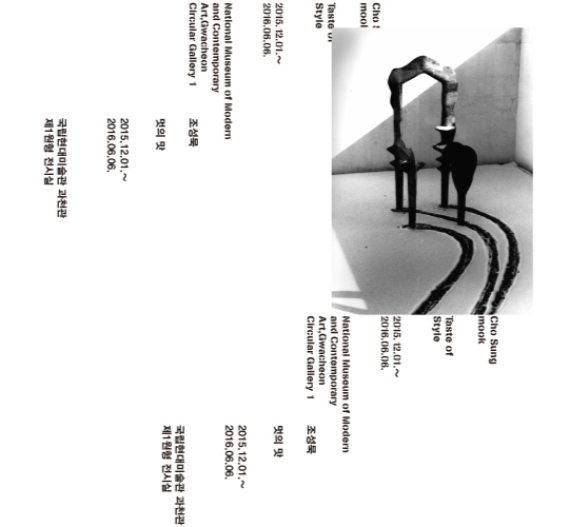 Cho S
mook
Taste of
Style
2015. 12.01.~
2016.06.06.
National Museum of Modern
and Contemporary
Art,Gwacheon
Circular Gallery 1
조성묵
멋의 맛
2015.12.01.~
2016.06.06.
국립현대미술관 과천관
제1원형 전시실
Cho Sung
mook
Taste of
Style
2015. 12.01.~
2016.06.06.
National Museum of Modern
and Contemporary
Art,Gwacheon
Circular Gallery 1
조성묵
멋의 맛
2015.12.01.~
2016.06.06.
국립현대미술관 과천관
제1원형 전시실